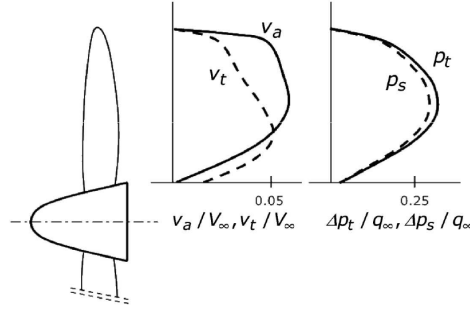 v_a
v_t
p_t
p_s
0.05
0.25
v_a / V_∞, v_t / V_∞
Δp_t / q_∞, Δp_s / q_∞